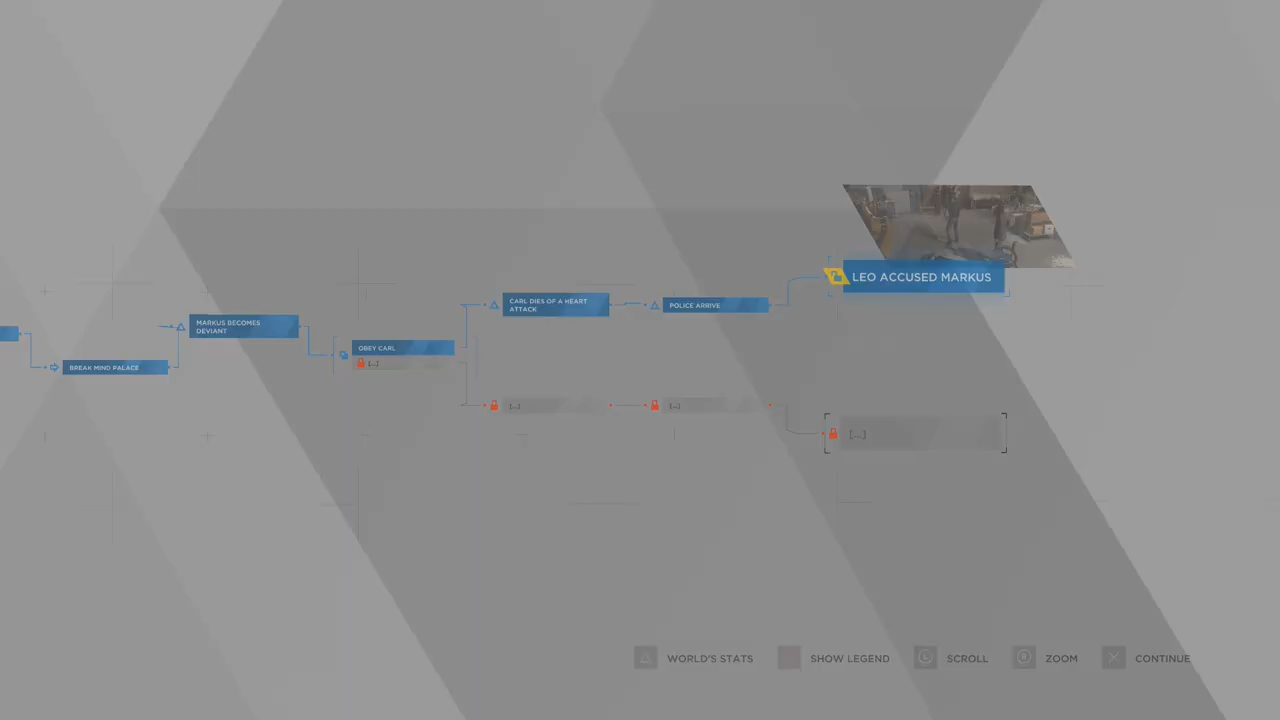 LEO ACCUSED MARKUS
CARL DIES OF A HEART
ATTACK
POLICE ARRIVE
MARKUS BECOMES
DEVIANT
OBEY CARL
[...]
BREAK MIND PALACE
[...]
[...]
[...]
WORLD'S STATS
SHOW LEGEND
L
SCROLL
R
ZOOM
CONTINUE